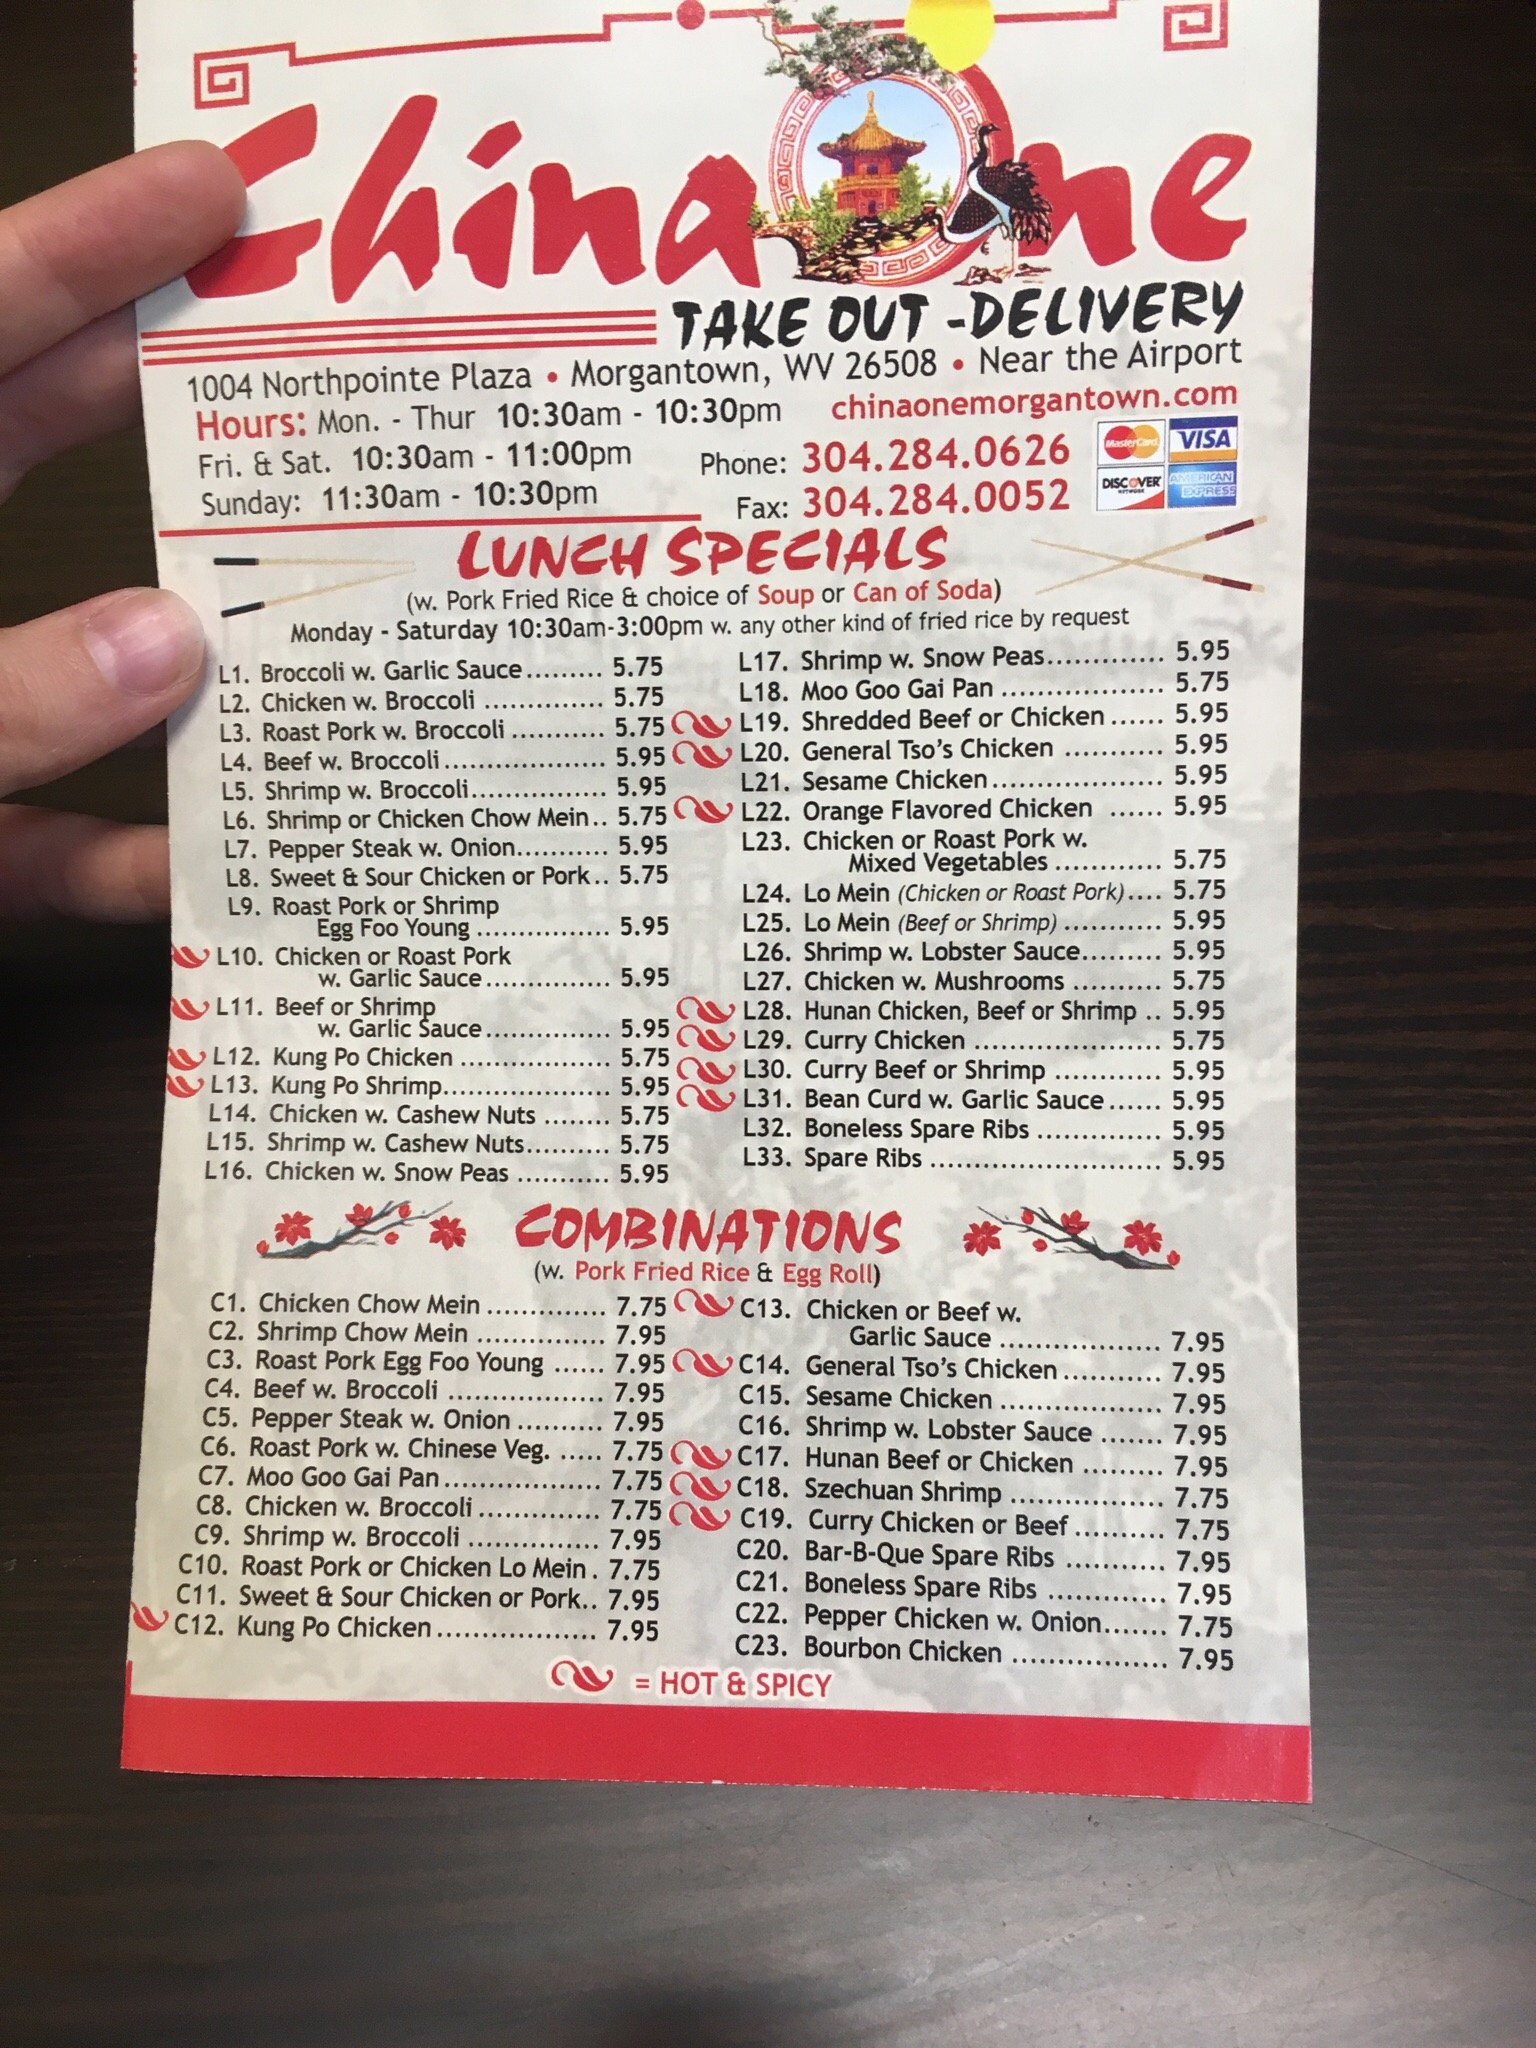 China One
TAKE OUT - DELIVERY
1004 Northpointe Plaza • Morgantown, WV 26508 • Near the Airport
Hours: Mon. - Thur 10:30am - 10:30pm
Fri. & Sat. 10:30am - 11:00pm
Sunday: 11:30am - 10:30pm
chinaonemorgantown.com
Phone: 304.284.0626
Fax: 304.284.0052
MasterCard
VISA
DISCOVER
NETWORK
AMERICAN
EXPRESS
LUNCH SPECIALS
(w. Pork Fried Rice & choice of Soup or Can of Soda)
Monday - Saturday 10:30am-3:00pm w. any other kind of fried rice by request
L1. Broccoli w. Garlic Sauce......... 5.75
L2. Chicken w. Broccoli .............. 5.75
L3. Roast Pork w. Broccoli ........... 5.75
L4. Beef w. Broccoli................... 5.95
L5. Shrimp w. Broccoli................ 5.95
L6. Shrimp or Chicken Chow Mein.. 5.75
L7. Pepper Steak w. Onion........... 5.95
L8. Sweet & Sour Chicken or Pork.. 5.75
L9. Roast Pork or Shrimp
Egg Foo Young ................ 5.95
L10. Chicken or Roast Pork
w. Garlic Sauce............... 5.95
L11. Beef or Shrimp
w. Garlic Sauce............... 5.95
L12. Kung Po Chicken .................. 5.75
L13. Kung Po Shrimp.................... 5.95
L14. Chicken w. Cashew Nuts ......... 5.75
L15. Shrimp w. Cashew Nuts.......... 5.75
L16. Chicken w. Snow Peas ........... 5.95
L17. Shrimp w. Snow Peas............. 5.95
L18. Moo Goo Gai Pan ................... 5.75
L19. Shredded Beef or Chicken ...... 5.95
L20. General Tso's Chicken ........... 5.95
L21. Sesame Chicken.................... 5.95
L22. Orange Flavored Chicken ...... 5.95
L23. Chicken or Roast Pork w.
Mixed Vegetables ............ 5.75
L24. Lo Mein (Chicken or Roast Pork).... 5.75
L25. Lo Mein (Beef or Shrimp) ........... 5.95
L26. Shrimp w. Lobster Sauce......... 5.95
L27. Chicken w. Mushrooms .......... 5.75
L28. Hunan Chicken, Beef or Shrimp .. 5.95
L29. Curry Chicken ...................... 5.75
L30. Curry Beef or Shrimp ............ 5.95
L31. Bean Curd w. Garlic Sauce...... 5.95
L32. Boneless Spare Ribs .............. 5.95
L33. Spare Ribs ........................... 5.95
COMBINATIONS
(w. Pork Fried Rice & Egg Roll)
C1. Chicken Chow Mein .............. 7.75
C2. Shrimp Chow Mein ............... 7.95
C3. Roast Pork Egg Foo Young ...... 7.95
C4. Beef w. Broccoli .................. 7.95
C5. Pepper Steak w. Onion .......... 7.95
C6. Roast Pork w. Chinese Veg. ..... 7.75
C7. Moo Goo Gai Pan................... 7.75
C8. Chicken w. Broccoli.............. 7.75
C9. Shrimp w. Broccoli ............... 7.95
C10. Roast Pork or Chicken Lo Mein . 7.75
C11. Sweet & Sour Chicken or Pork.. 7.95
C12. Kung Po Chicken................... 7.95
C13. Chicken or Beef w.
Garlic Sauce ................... 7.95
C14. General Tso's Chicken........... 7.95
C15. Sesame Chicken ................... 7.95
C16. Shrimp w. Lobster Sauce ....... 7.95
C17. Hunan Beef or Chicken ......... 7.95
C18. Szechuan Shrimp .................. 7.75
C19. Curry Chicken or Beef.......... 7.75
C20. Bar-B-Que Spare Ribs ........... 7.95
C21. Boneless Spare Ribs ............. 7.95
C22. Pepper Chicken w. Onion....... 7.75
C23. Bourbon Chicken ................. 7.95
= HOT & SPICY